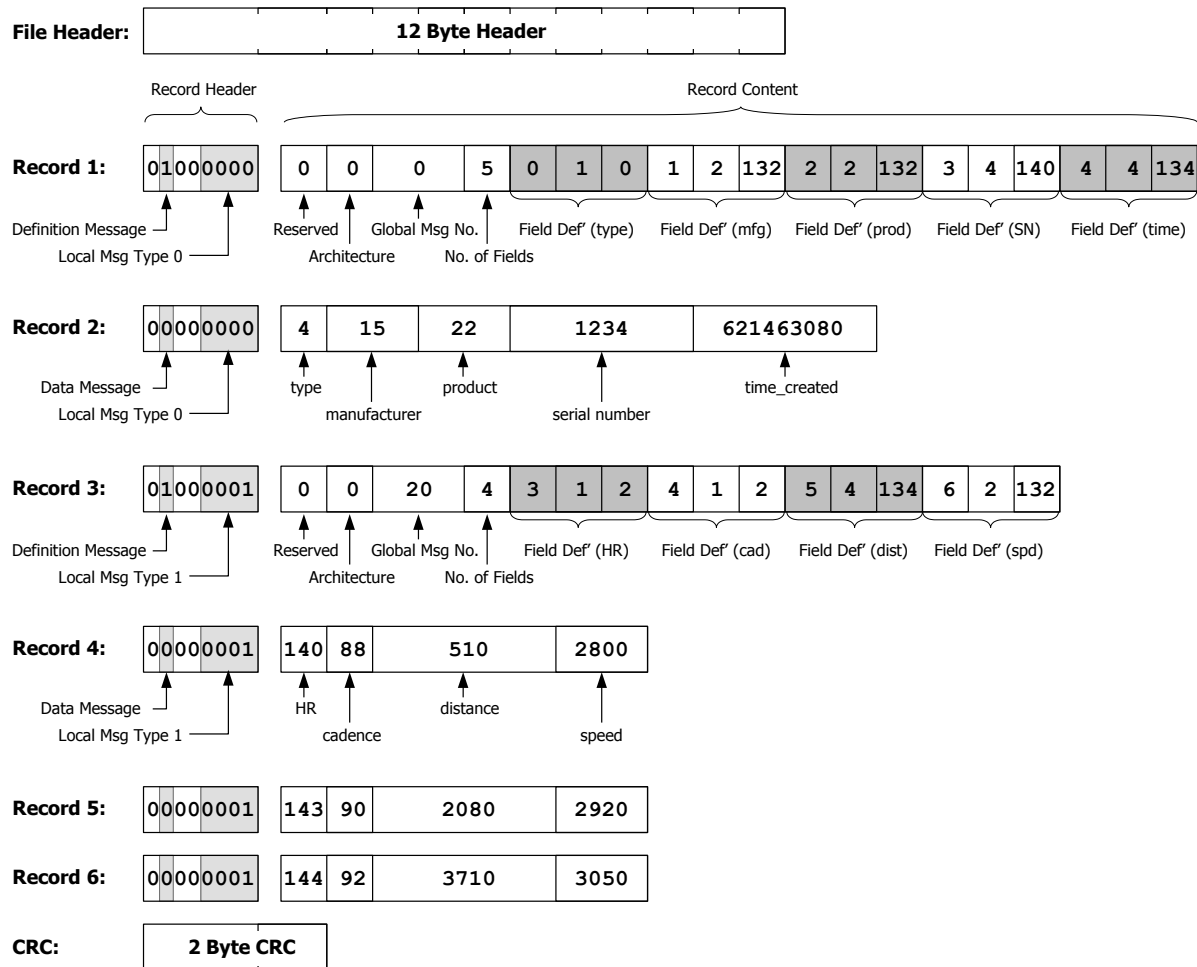 File Header: 12 Byte Header
Record Header Record Content
Record 1: 01000000 0 0 0 5 0 1 0 1 2 132 2 2 132 3 4 140 4 4 134
Definition Message Reserved Global Msg No. Field Def' (type) Field Def' (mfg) Field Def' (prod) Field Def' (SN) Field Def' (time)
Local Msg Type 0 Architecture No. of Fields
Record 2: 00000000 4 15 22 1234 621463080
Data Message type product time_created
Local Msg Type 0 manufacturer serial number
Record 3: 01000001 0 0 20 4 3 1 2 4 1 2 5 4 134 6 2 132
Definition Message Reserved Global Msg No. Field Def' (HR) Field Def' (cad) Field Def' (dist) Field Def' (spd)
Local Msg Type 1 Architecture No. of Fields
Record 4: 00000001 140 88 510 2800
Data Message HR distance
Local Msg Type 1 cadence speed
Record 5: 00000001 143 90 2080 2920
Record 6: 00000001 144 92 3710 3050
CRC: 2 Byte CRC